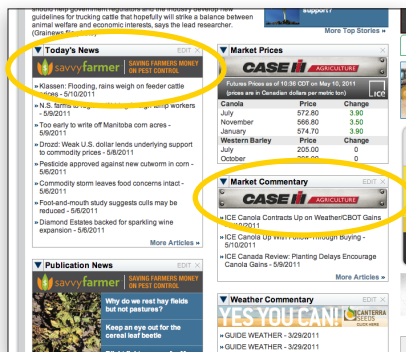 should help government regulators and the industry develop new
guidelines for trucking cattle that hopefully will strike a balance between
animal welfare and economic interests, says the lead researcher.
(Grainews
support?
More Top Stories »
▼ Today's News
EDIT ×
savvyfarmer
SAVING FARMERS MONEY
ON PEST CONTROL
» Klassen: Flooding, rains weigh on feeder cattle
prices - 5/10/2011
» N.S. farms to workers
- 5/9/2011
» Too early to write off Manitoba corn acres -
5/9/2011
» Drozd: Weak U.S. dollar lends underlying support
to commodity prices - 5/6/2011
» Pesticide approved against new cutworm in corn -
5/6/2011
» Commodity storm leaves food concerns intact -
5/6/2011
» Foot-and-mouth study suggests culls may be
reduced - 5/6/2011
» Diamond Estates backed for sparkling wine
expansion - 5/6/2011
More Articles »
▼ Publication News
EDIT ×
savvyfarmer
SAVING FARMERS MONEY
ON PEST CONTROL
Why do we rest hay fields
but not pastures?
Keep an eye out for the
cereal leaf beetle
▼ Market Prices
EDIT ×
CASE IH AGRICULTURE
Futures Prices as of 10:36 CDT on May 10, 2011
(prices are in Canadian dollars per metric ton)
ICC
Canola Price Change
July 572.80 3.90
November 566.80 3.50
January 574.70 3.90
Western Barley Price Change
July 205.00 0
October 205.00 0
▼ Market Commentary
EDIT ×
CASE IH AGRICULTURE
» ICE Canola Contracts Up on Weather/CBOT Gains
- 5/10/2011
» ICE Canola Up With Follow-Through Buying -
5/10/2011
» ICE Canada Review: Planting Delays Encourage
Canola Gains - 5/9/2011
More Articles »
▼ Weather Commentary
EDIT ×
YES YOU CAN!
CANTERRA
SEEDS
GUIDE HERE
» GUIDE WEATHER - 3/29/2011
» GUIDE WEATHER - 3/29/2011